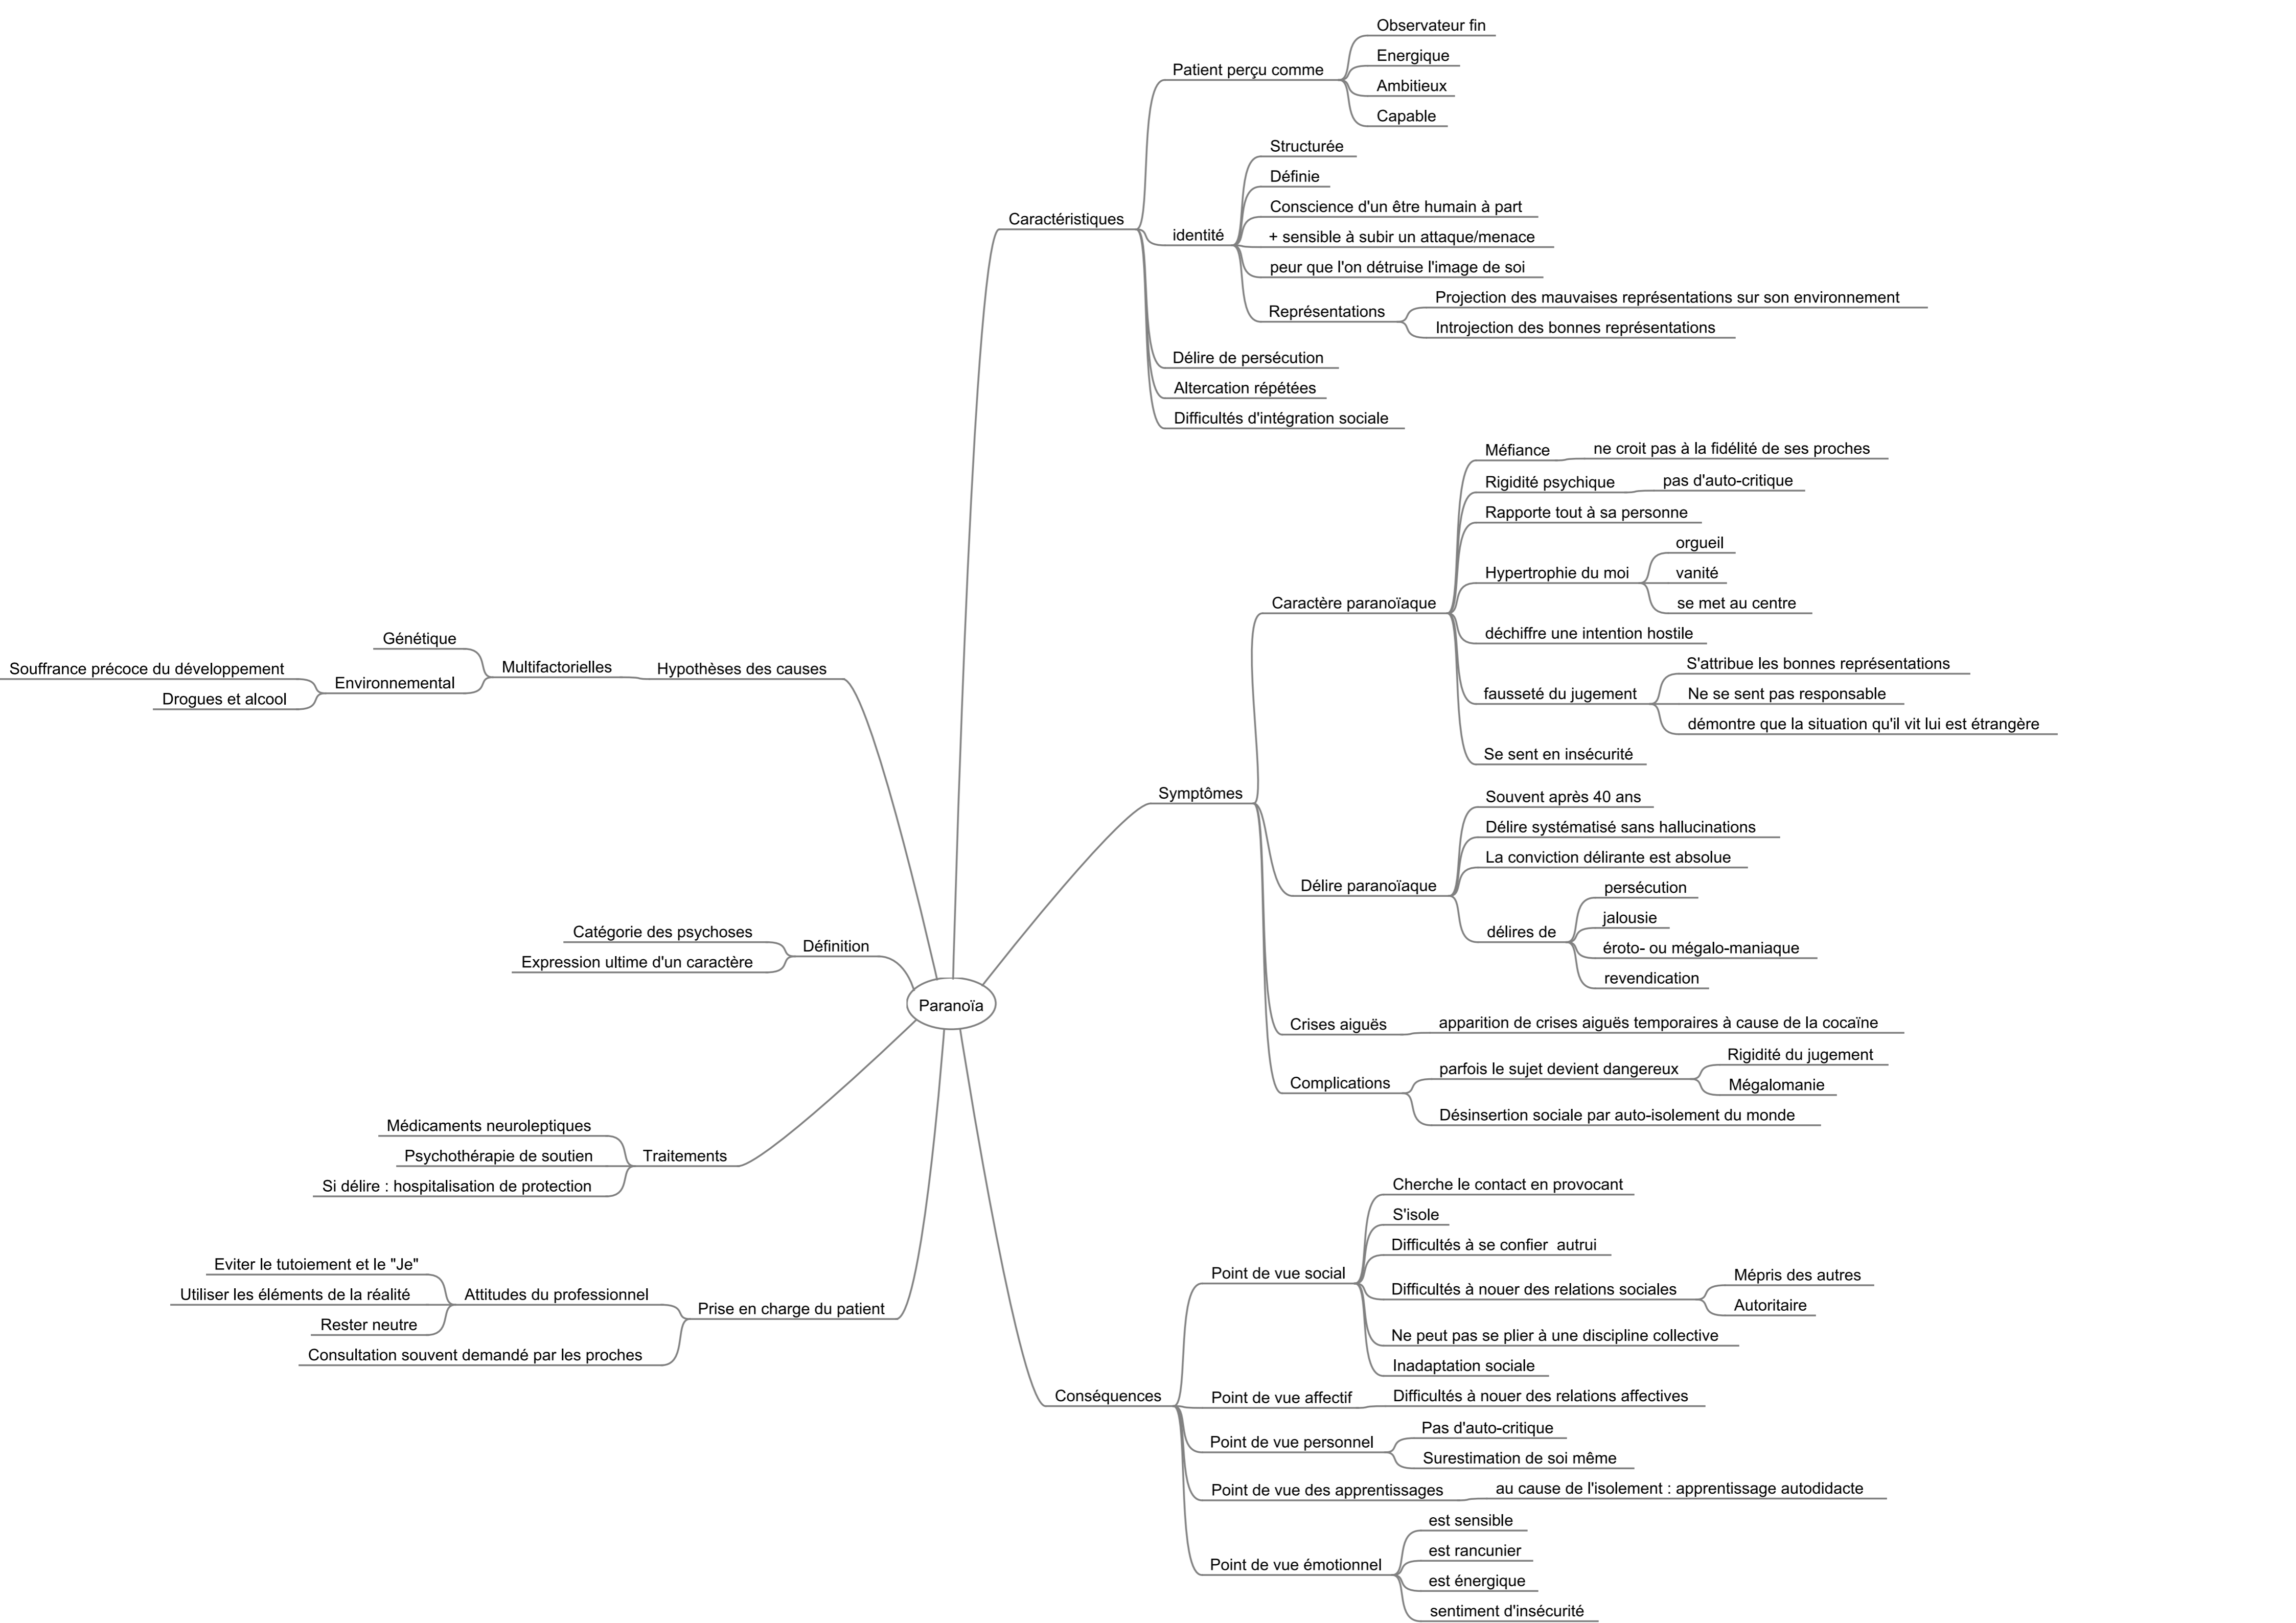 Paranoïa
Caractéristiques
Patient perçu comme
Observateur fin
Energique
Ambitieux
Capable
identité
Structurée
Définie
Conscience d'un être humain à part
+ sensible à subir un attaque/menace
peur que l'on détruise l'image de soi
Représentations
Projection des mauvaises représentations sur son environnement
Introjection des bonnes représentations
Délire de persécution
Altercation répétées
Difficultés d'intégration sociale
Symptômes
Caractère paranoïaque
Méfiance
ne croit pas à la fidélité de ses proches
Rigidité psychique
pas d'auto-critique
Rapporte tout à sa personne
Hypertrophie du moi
orgueil
vanité
se met au centre
déchiffre une intention hostile
fausseté du jugement
S'attribue les bonnes représentations
Ne se sent pas responsable
démontre que la situation qu'il vit lui est étrangère
Se sent en insécurité
Délire paranoïaque
Souvent après 40 ans
Délire systématisé sans hallucinations
La conviction délirante est absolue
délires de
persécution
jalousie
éroto- ou mégalo-maniaque
revendication
Crises aiguës
apparition de crises aiguës temporaires à cause de la cocaïne
Complications
parfois le sujet devient dangereux
Rigidité du jugement
Mégalomanie
Désinsertion sociale par auto-isolement du monde
Conséquences
Point de vue social
Cherche le contact en provocant
S'isole
Difficultés à se confier  autrui
Difficultés à nouer des relations sociales
Mépris des autres
Autoritaire
Ne peut pas se plier à une discipline collective
Inadaptation sociale
Point de vue affectif
Difficultés à nouer des relations affectives
Point de vue personnel
Pas d'auto-critique
Surestimation de soi même
Point de vue des apprentissages
au cause de l'isolement : apprentissage autodidacte
Point de vue émotionnel
est sensible
est rancunier
est énergique
sentiment d'insécurité
Hypothèses des causes
Multifactorielles
Génétique
Environnemental
Souffrance précoce du développement
Drogues et alcool
Définition
Catégorie des psychoses
Expression ultime d'un caractère
Traitements
Médicaments neuroleptiques
Psychothérapie de soutien
Si délire : hospitalisation de protection
Prise en charge du patient
Attitudes du professionnel
Eviter le tutoiement et le "Je"
Utiliser les éléments de la réalité
Rester neutre
Consultation souvent demandé par les proches